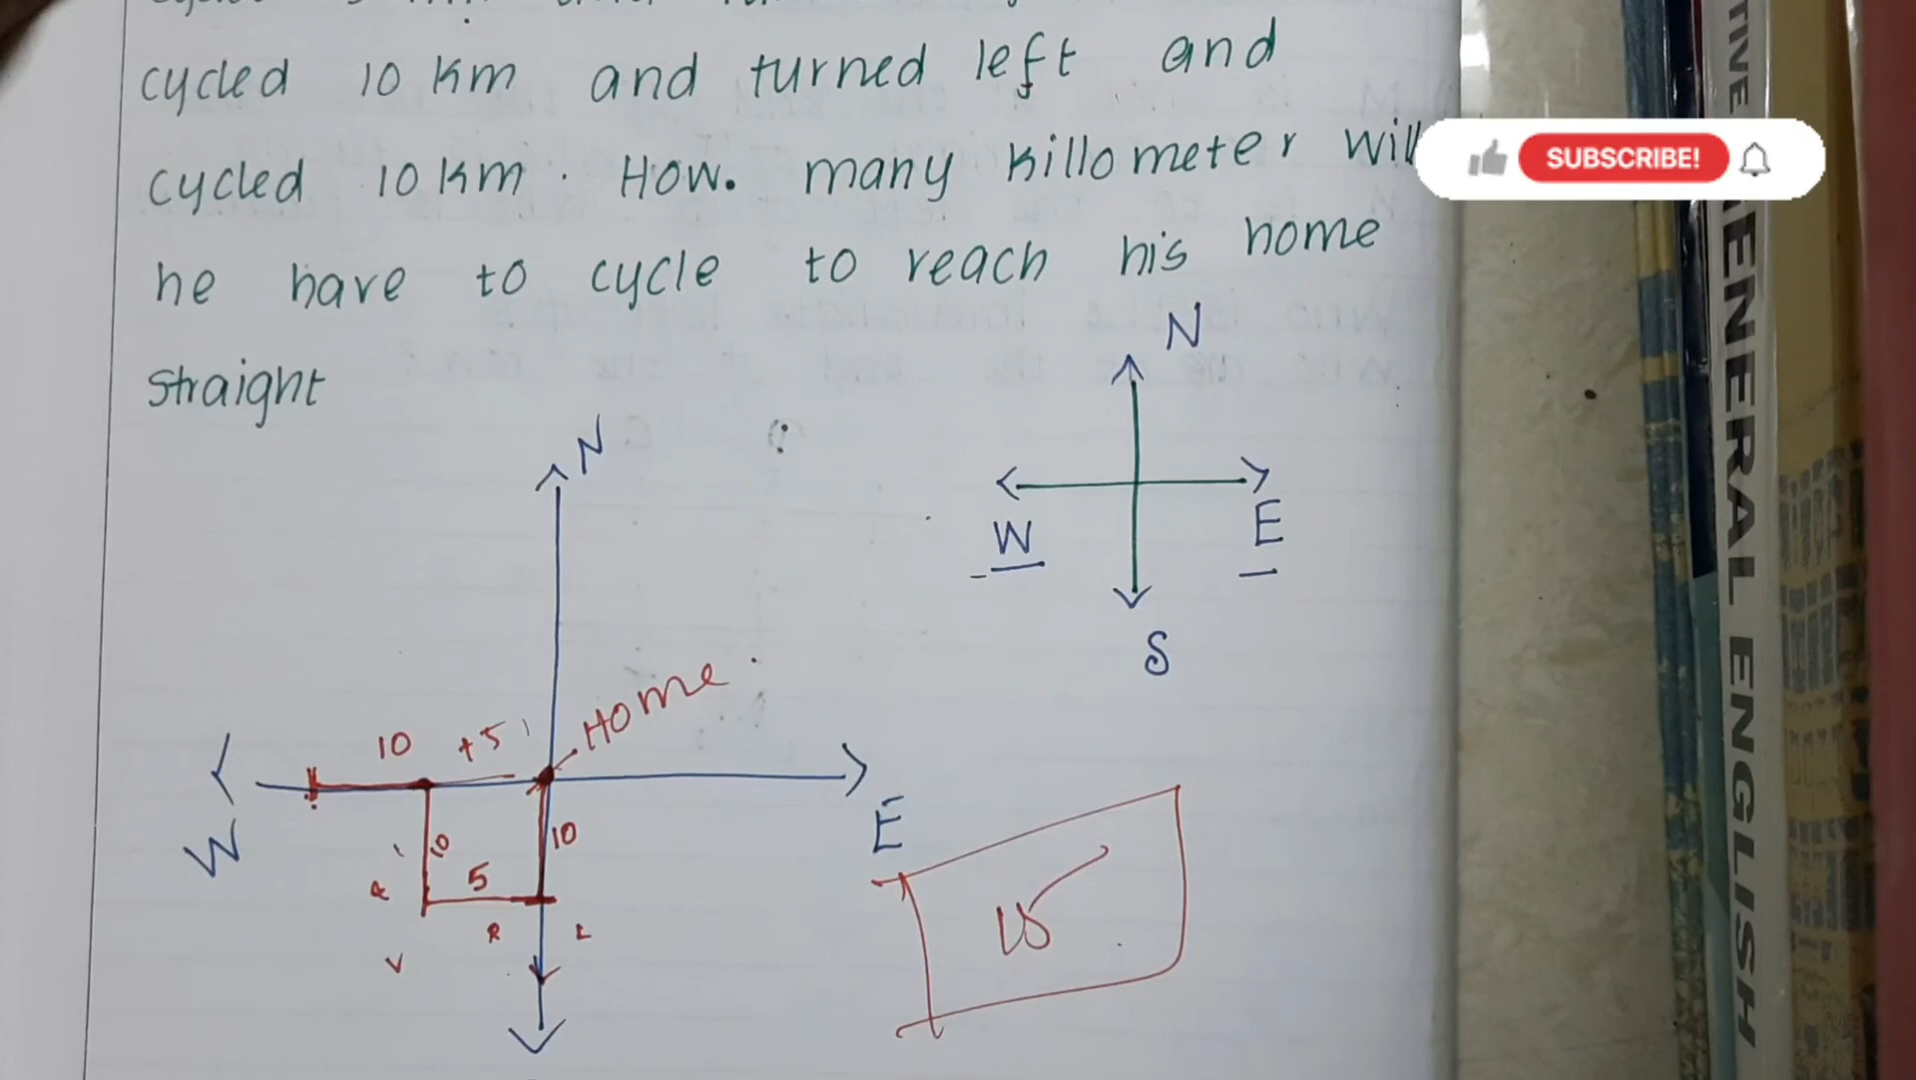 cycled 10 Km and turned left and
cycled 10 km. How. many killometer will
SUBSCRIBE!
he have to cycle to reach his home
straight
N
N
W
E
S
Home
10 +5
W
E
10
10
5
R
L
15
GENERAL ENGLISH